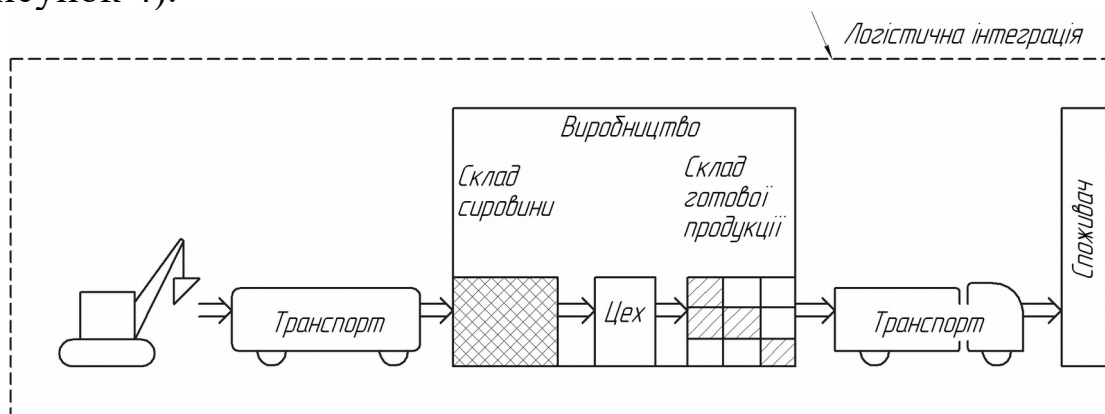 Логістична інтеграція
Виробництво
Склад
сировини
Склад
готової
продукції
Транспорт
Цех
Транспорт
Споживач